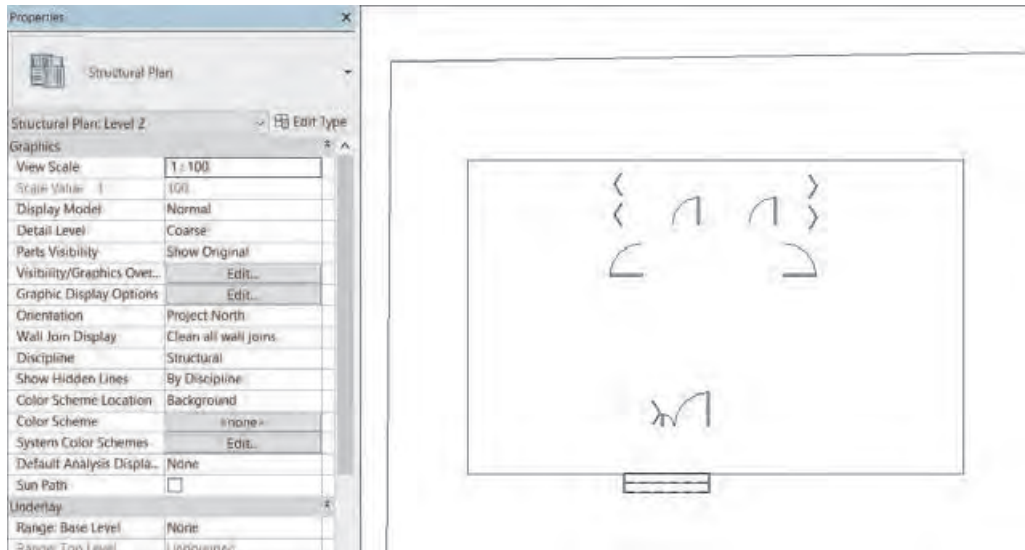 Properties
Structural Plan
Structural Plan: Level 2
Edit Type
Graphics
View Scale 1 : 100
Scale Value 1: 100
Display Model Normal
Detail Level Coarse
Parts Visibility Show Original
Visibility/Graphics Over... Edit...
Graphic Display Options Edit...
Orientation Project North
Wall Join Display Clean all wall joins
Discipline Structural
Show Hidden Lines By Discipline
Color Scheme Location Background
Color Scheme <none>
System Color Schemes Edit...
Default Analysis Displa... None
Sun Path
Underlay
Range: Base Level None
Range: Top Level